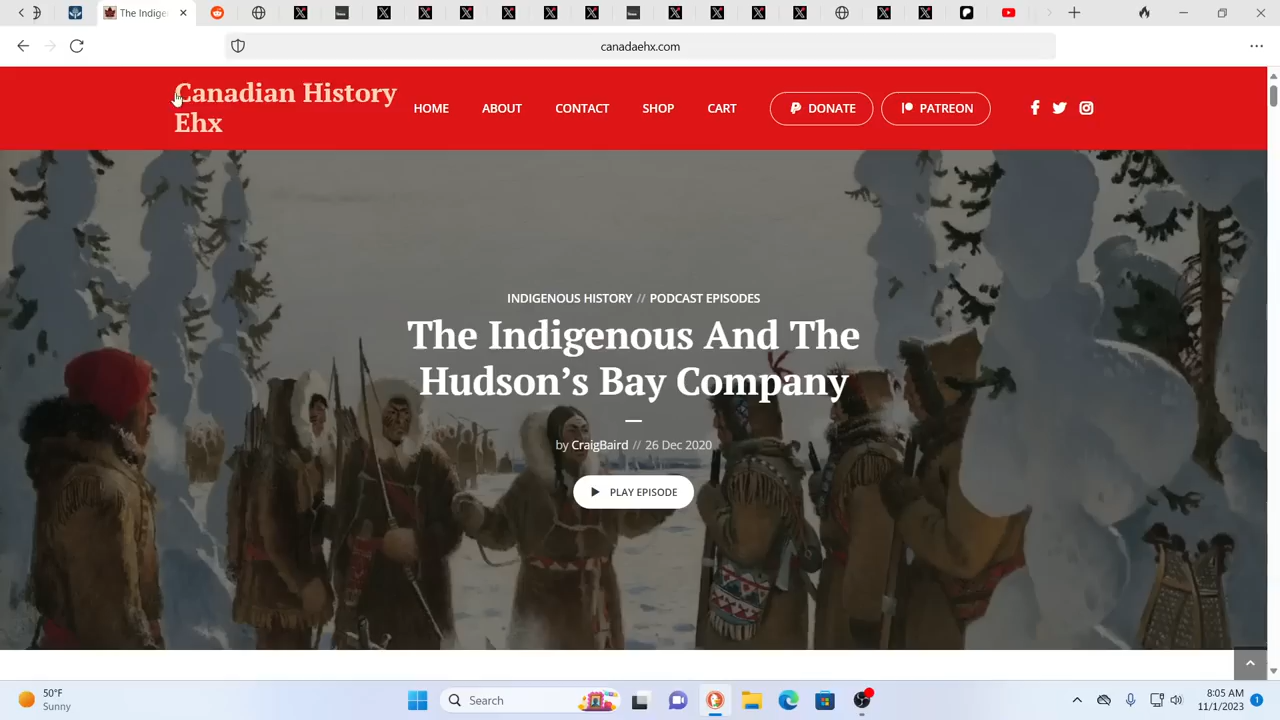 The Indige
canadaehx.com
Canadian History
Ehx
HOME
ABOUT
CONTACT
SHOP
CART
DONATE
PATREON
INDIGENOUS HISTORY // PODCAST EPISODES
The Indigenous And The
Hudson's Bay Company
by CraigBaird // 26 Dec 2020
PLAY EPISODE
50°F
Sunny
Search
8:05 AM
11/1/2023
1